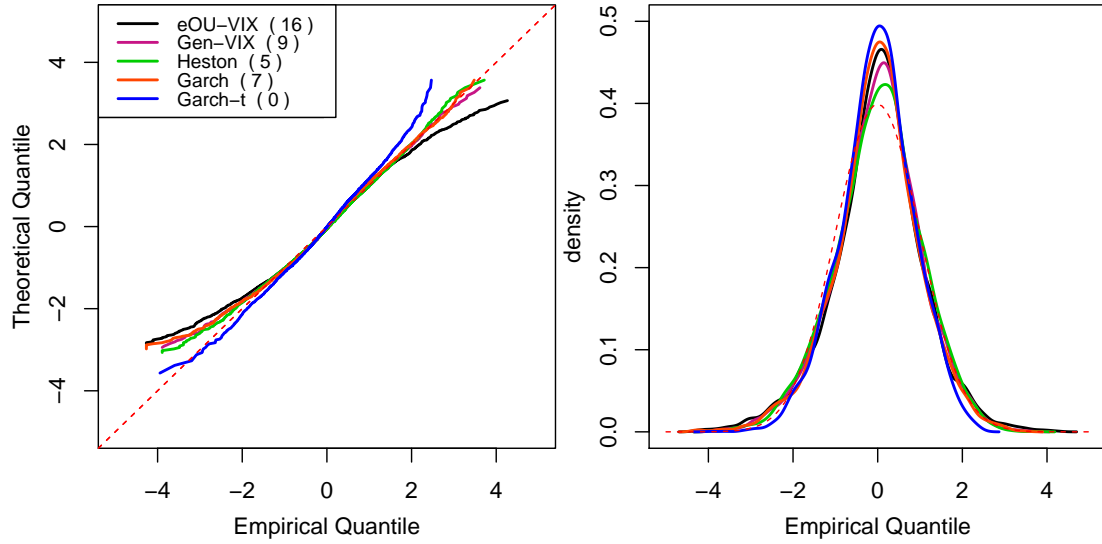 eOU−VIX ( 16 )
Gen−VIX ( 9 )
Heston ( 5 )
Garch ( 7 )
Garch−t ( 0 )
Theoretical Quantile
4
2
0
−2
−4
−4 −2 0 2 4
Empirical Quantile
density
0.5
0.4
0.3
0.2
0.1
0.0
−4 −2 0 2 4
Empirical Quantile